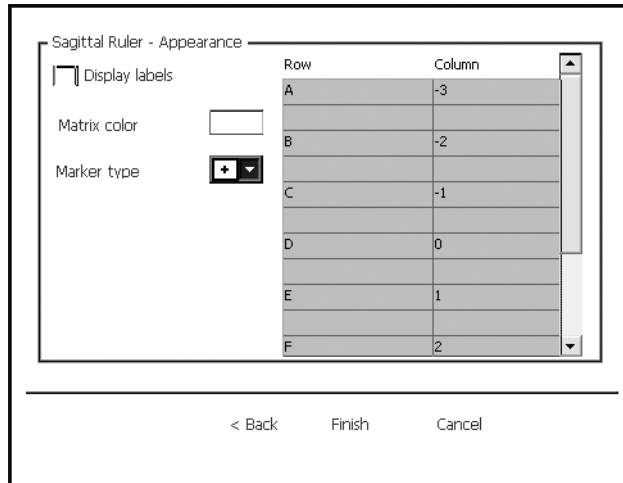 Sagittal Ruler - Appearance
Display labels
Matrix color
Marker type
+
Row Column
A -3
B -2
C -1
D 0
E 1
F 2
< Back Finish Cancel